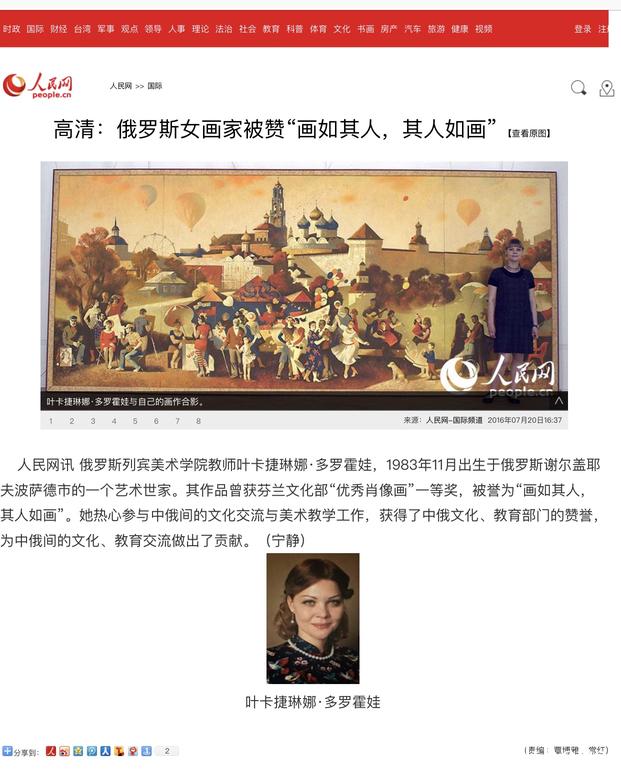 时政 国际 财经 台湾 军事 观点 领导 人事 理论 法治 社会 教育 科普 体育 文化 书画 房产 汽车 旅游 健康 视频 登录
人民网 people.cn
人民网 >> 国际
高清：俄罗斯女画家被赞“画如其人，其人如画” 【查看原图】
人民网
people.cn
叶卡捷琳娜·多罗霍娃与自己的画作合影。
1 2 3 4 5 6 7 8 来源：人民网-国际频道 2016年07月20日16:37
人民网讯 俄罗斯列宾美术学院教师叶卡捷琳娜·多罗霍娃，1983年11月出生于俄罗斯谢尔盖耶
夫波萨德市的一个艺术世家。其作品曾获芬兰文化部“优秀肖像画”一等奖，被誉为“画如其人，
其人如画”。她热心参与中俄间的文化交流与美术教学工作，获得了中俄文化、教育部门的赞誉，
为中俄间的文化、教育交流做出了贡献。（宁静）
叶卡捷琳娜·多罗霍娃
分享到： 2 (责编：覃博雅、常红)